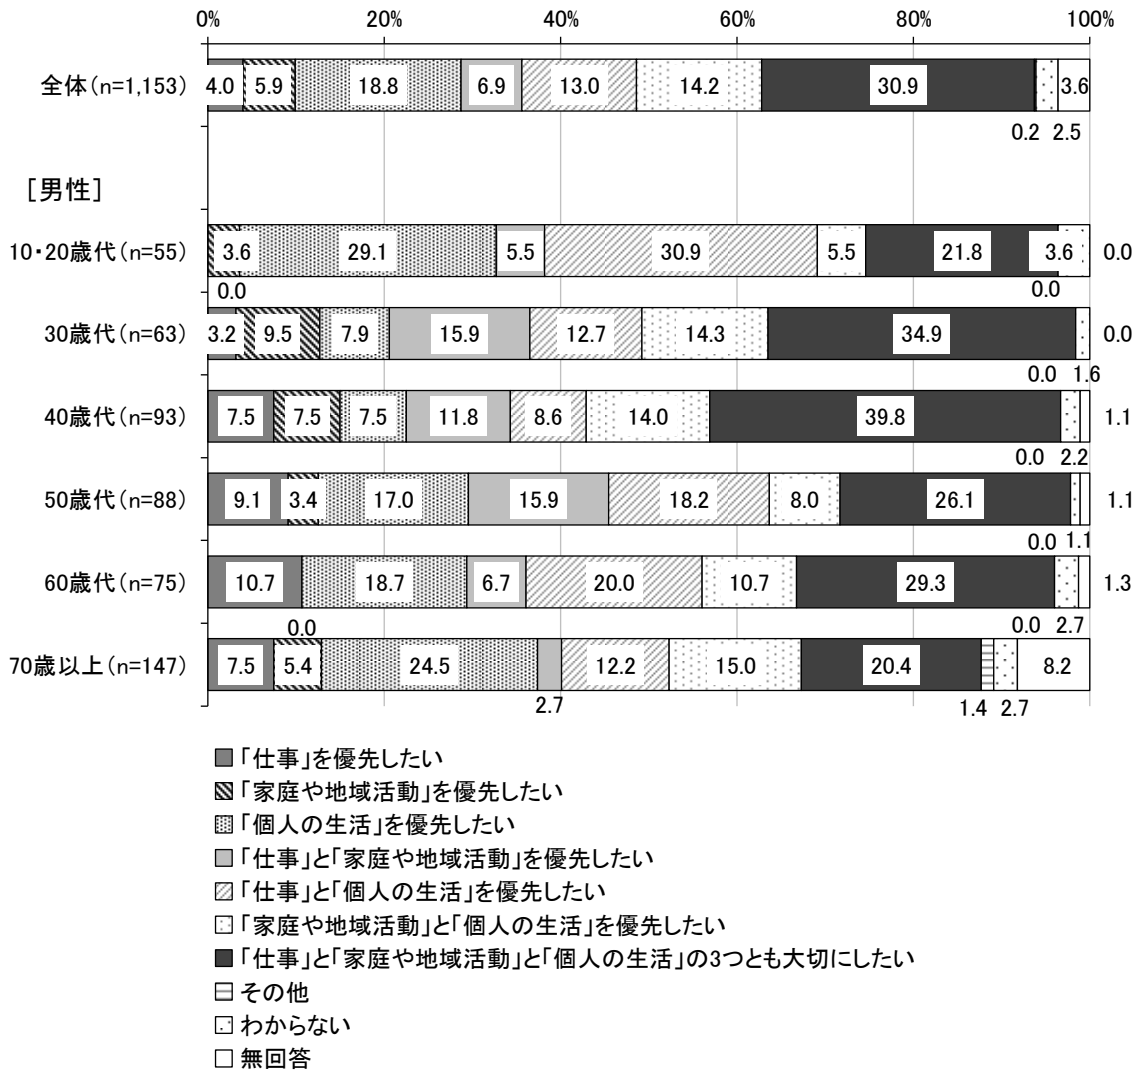 0% 20% 40% 60% 80% 100%
全体(n=1,153) 4.0 5.9 18.8 6.9 13.0 14.2 30.9 3.6
0.2 2.5
[男性]
10・20歳代(n=55) 3.6 29.1 5.5 30.9 5.5 21.8 3.6 0.0
0.0 0.0
30歳代(n=63) 3.2 9.5 7.9 15.9 12.7 14.3 34.9 0.0
0.0 1.6
40歳代(n=93) 7.5 7.5 7.5 11.8 8.6 14.0 39.8 1.1
0.0 2.2
50歳代(n=88) 9.1 3.4 17.0 15.9 18.2 8.0 26.1 1.1
0.0 1.1
60歳代(n=75) 10.7 18.7 6.7 20.0 10.7 29.3 1.3
0.0 0.0 2.7
70歳以上(n=147) 7.5 5.4 24.5 12.2 15.0 20.4 8.2
2.7 1.4 2.7
「仕事」を優先したい
「家庭や地域活動」を優先したい
「個人の生活」を優先したい
「仕事」と「家庭や地域活動」を優先したい
「仕事」と「個人の生活」を優先したい
「家庭や地域活動」と「個人の生活」を優先したい
「仕事」と「家庭や地域活動」と「個人の生活」の3つとも大切にしたい
その他
わからない
無回答